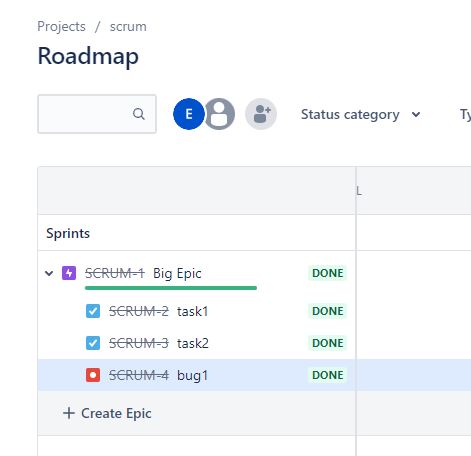 Projects / scrum
Roadmap
E
Status category
Ty
L
Sprints
SCRUM-1 Big Epic DONE
SCRUM-2 task1 DONE
SCRUM-3 task2 DONE
SCRUM-4 bug1 DONE
+ Create Epic